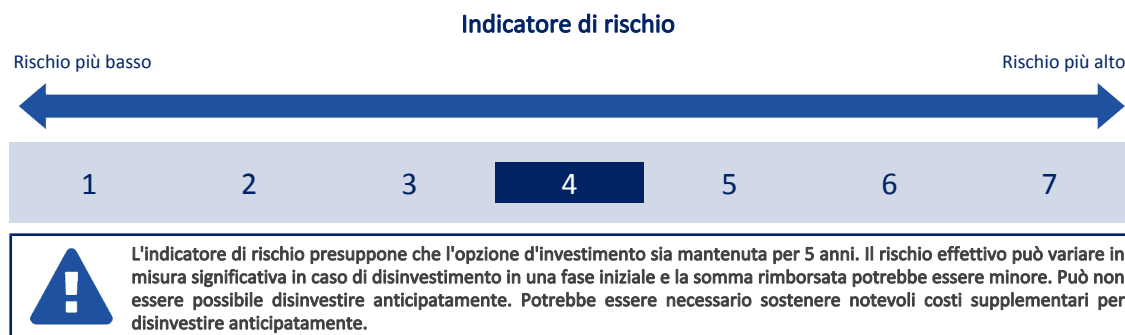 Indicatore di rischio
Rischio più basso
Rischio più alto
1 2 3 4 5 6 7
L'indicatore di rischio presuppone che l'opzione d'investimento sia mantenuta per 5 anni. Il rischio effettivo può variare in
misura significativa in caso di disinvestimento in una fase iniziale e la somma rimborsata potrebbe essere minore. Può non
essere possibile disinvestire anticipatamente. Potrebbe essere necessario sostenere notevoli costi supplementari per
disinvestire anticipatamente.